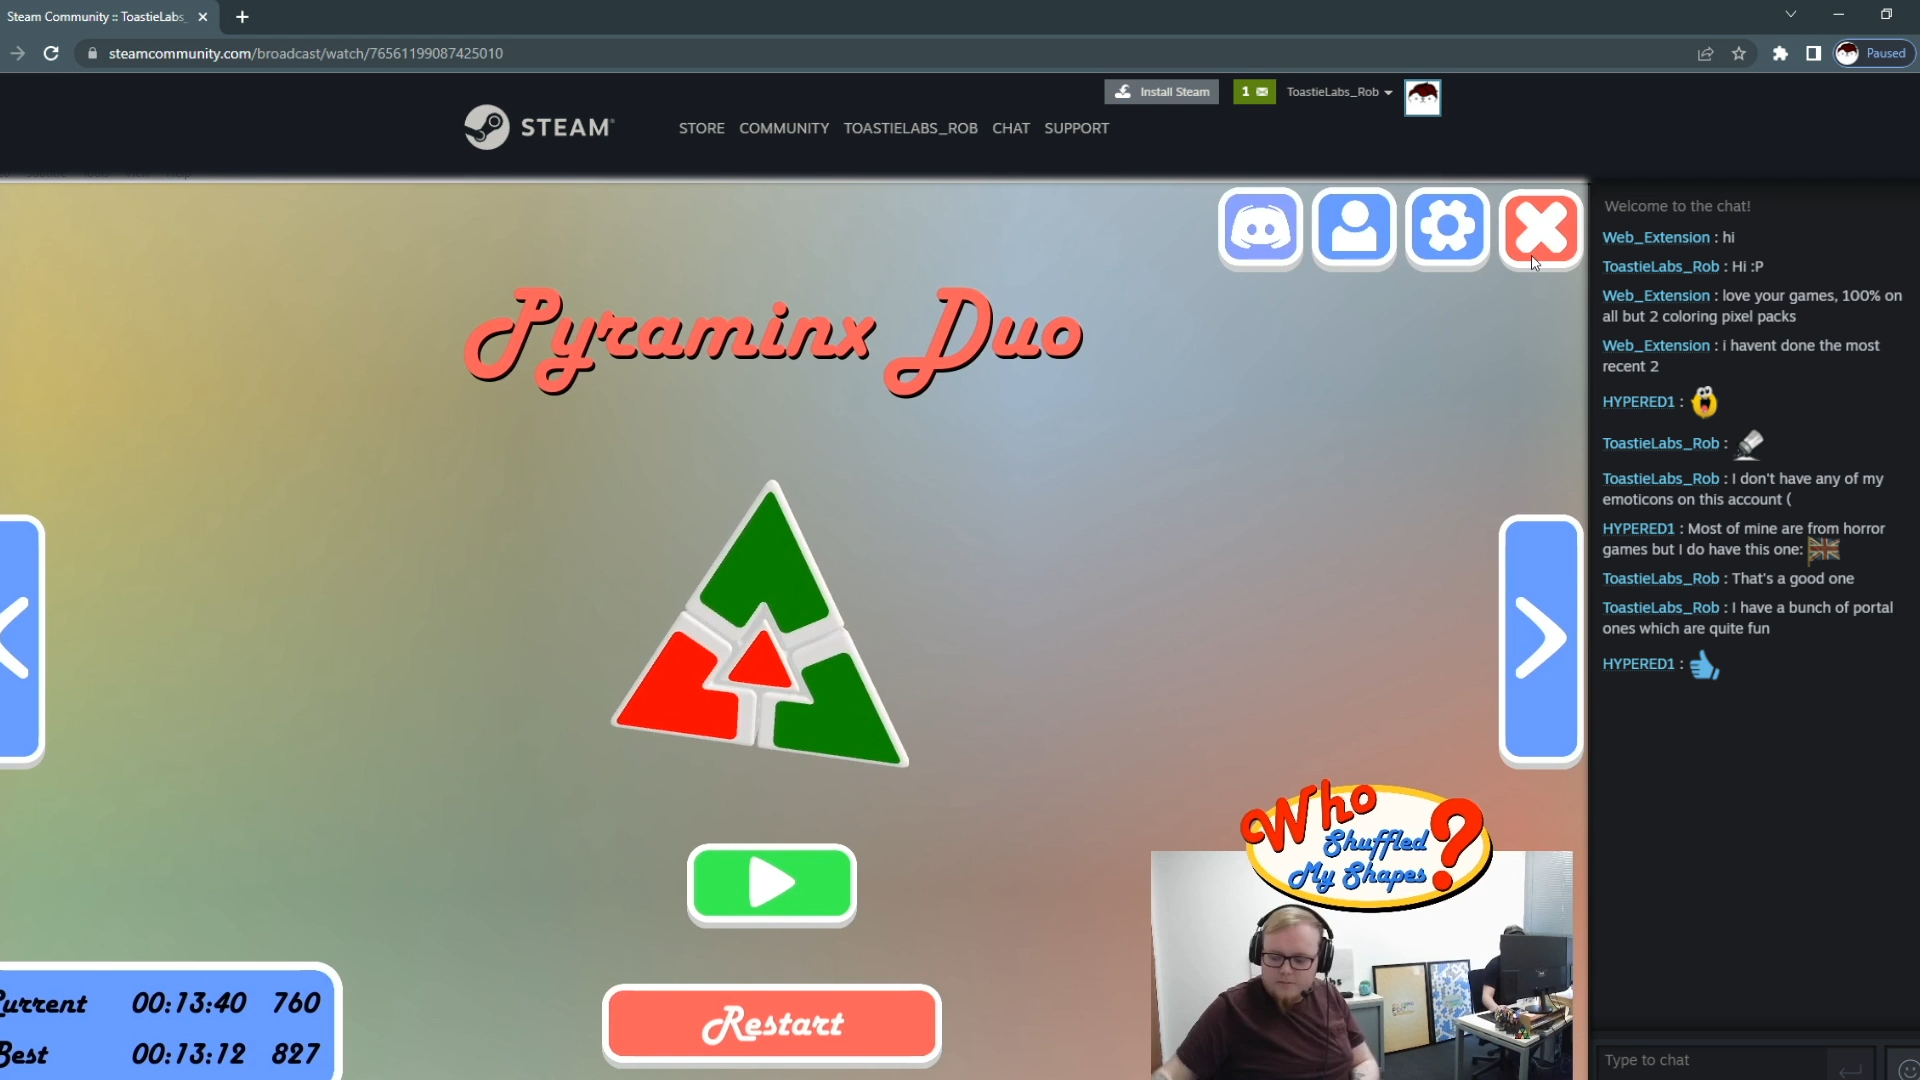 Steam Community :: ToastieLabs_
steamcommunity.com/broadcast/watch/76561199087425010
Paused
Install Steam
1
ToastieLabs_Rob
STEAM
STORE COMMUNITY TOASTIELABS_ROB CHAT SUPPORT
Pyraminx Duo
Welcome to the chat!
Web_Extension : hi
ToastieLabs_Rob : Hi :P
Web_Extension : love your games, 100% on
all but 2 coloring pixel packs
Web_Extension : i havent done the most
recent 2
HYPERED1 :
ToastieLabs_Rob :
ToastieLabs_Rob : I don't have any of my
emoticons on this account (
HYPERED1 : Most of mine are from horror
games but I do have this one:
ToastieLabs_Rob : That's a good one
ToastieLabs_Rob : I have a bunch of portal
ones which are quite fun
HYPERED1 :
Who
Shuffled
My Shapes?
Current 00:13:40 760
Best 00:13:12 827
Restart
Type to chat